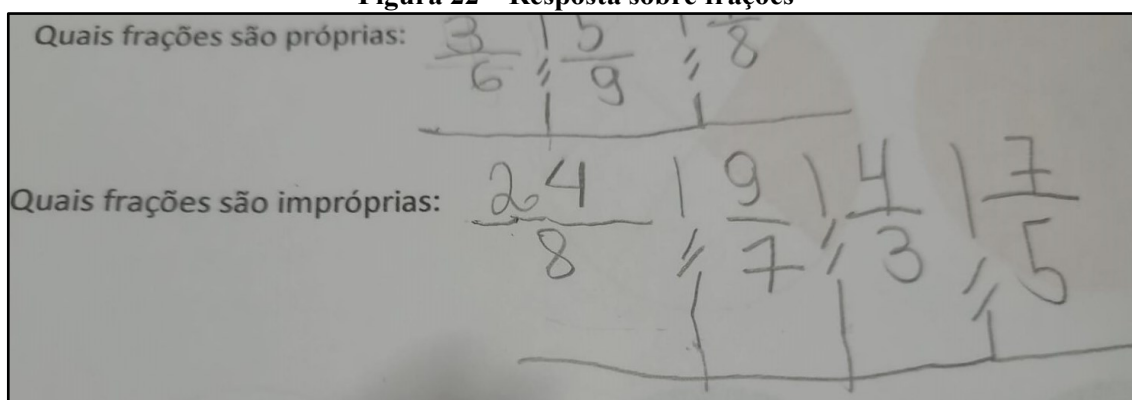 Figura 22 – Resposta sobre frações
Quais frações são próprias: 3/6 , 5/9 , /8
Quais frações são impróprias: 24/8 , 9/7 , 4/3 , 7/5